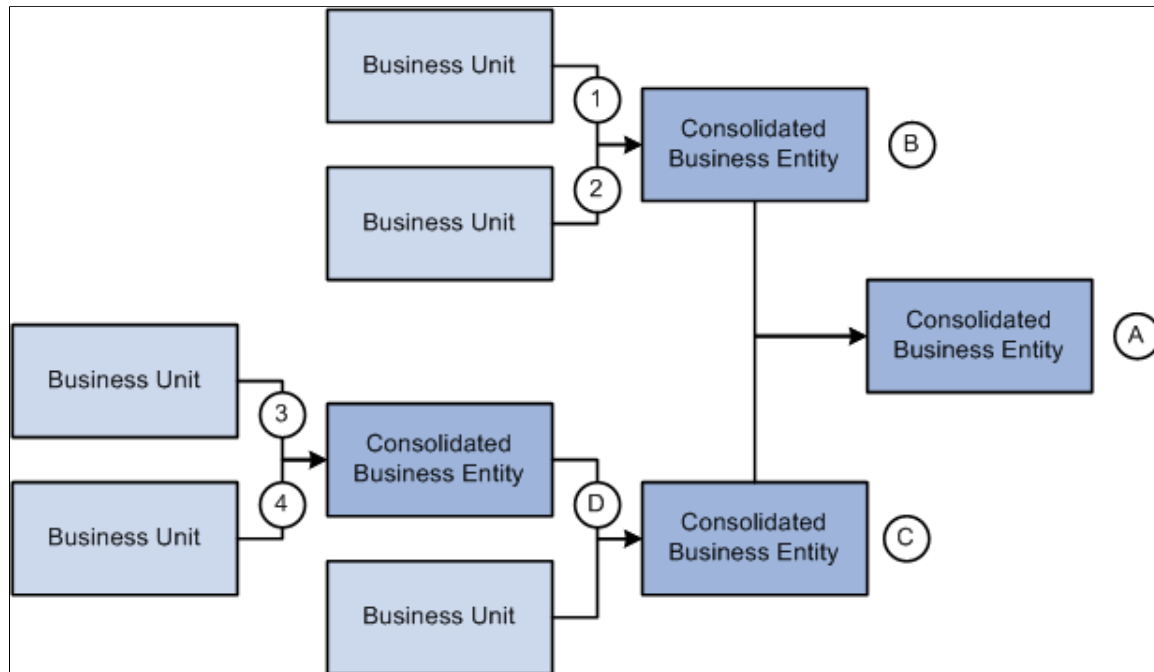 Business Unit
1
Consolidated
Business Entity
B
2
Business Unit
Consolidated
Business Entity
A
Business Unit
3
Consolidated
Business Entity
4
D
Business Unit
Consolidated
Business Entity
C
Business Unit